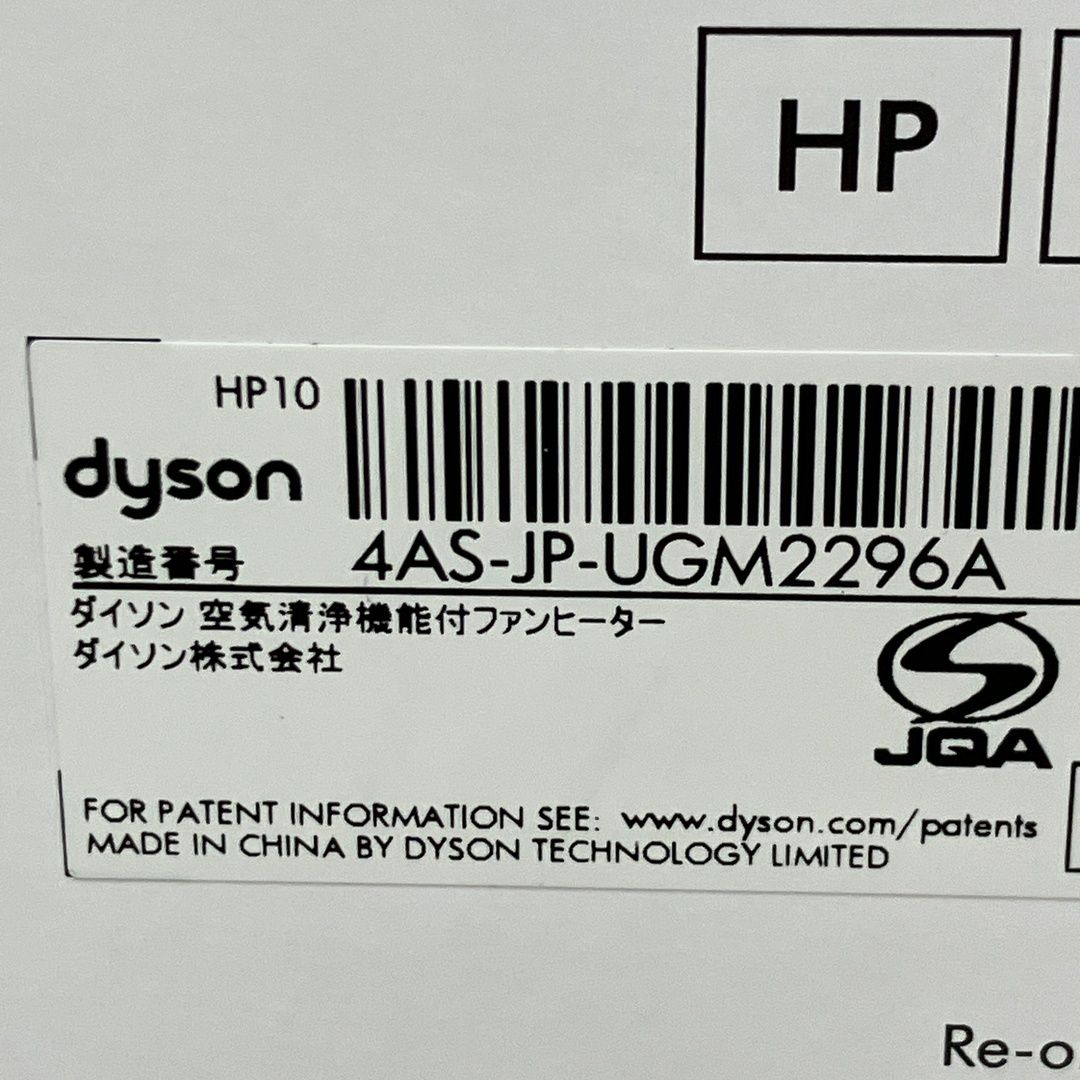 HP
HP10
dyson
製造番号 4AS-JP-UGM2296A
ダイソン 空気清浄機能付ファンヒーター
ダイソン株式会社
JQA
FOR PATENT INFORMATION SEE: www.dyson.com/patents
MADE IN CHINA BY DYSON TECHNOLOGY LIMITED
Re-o